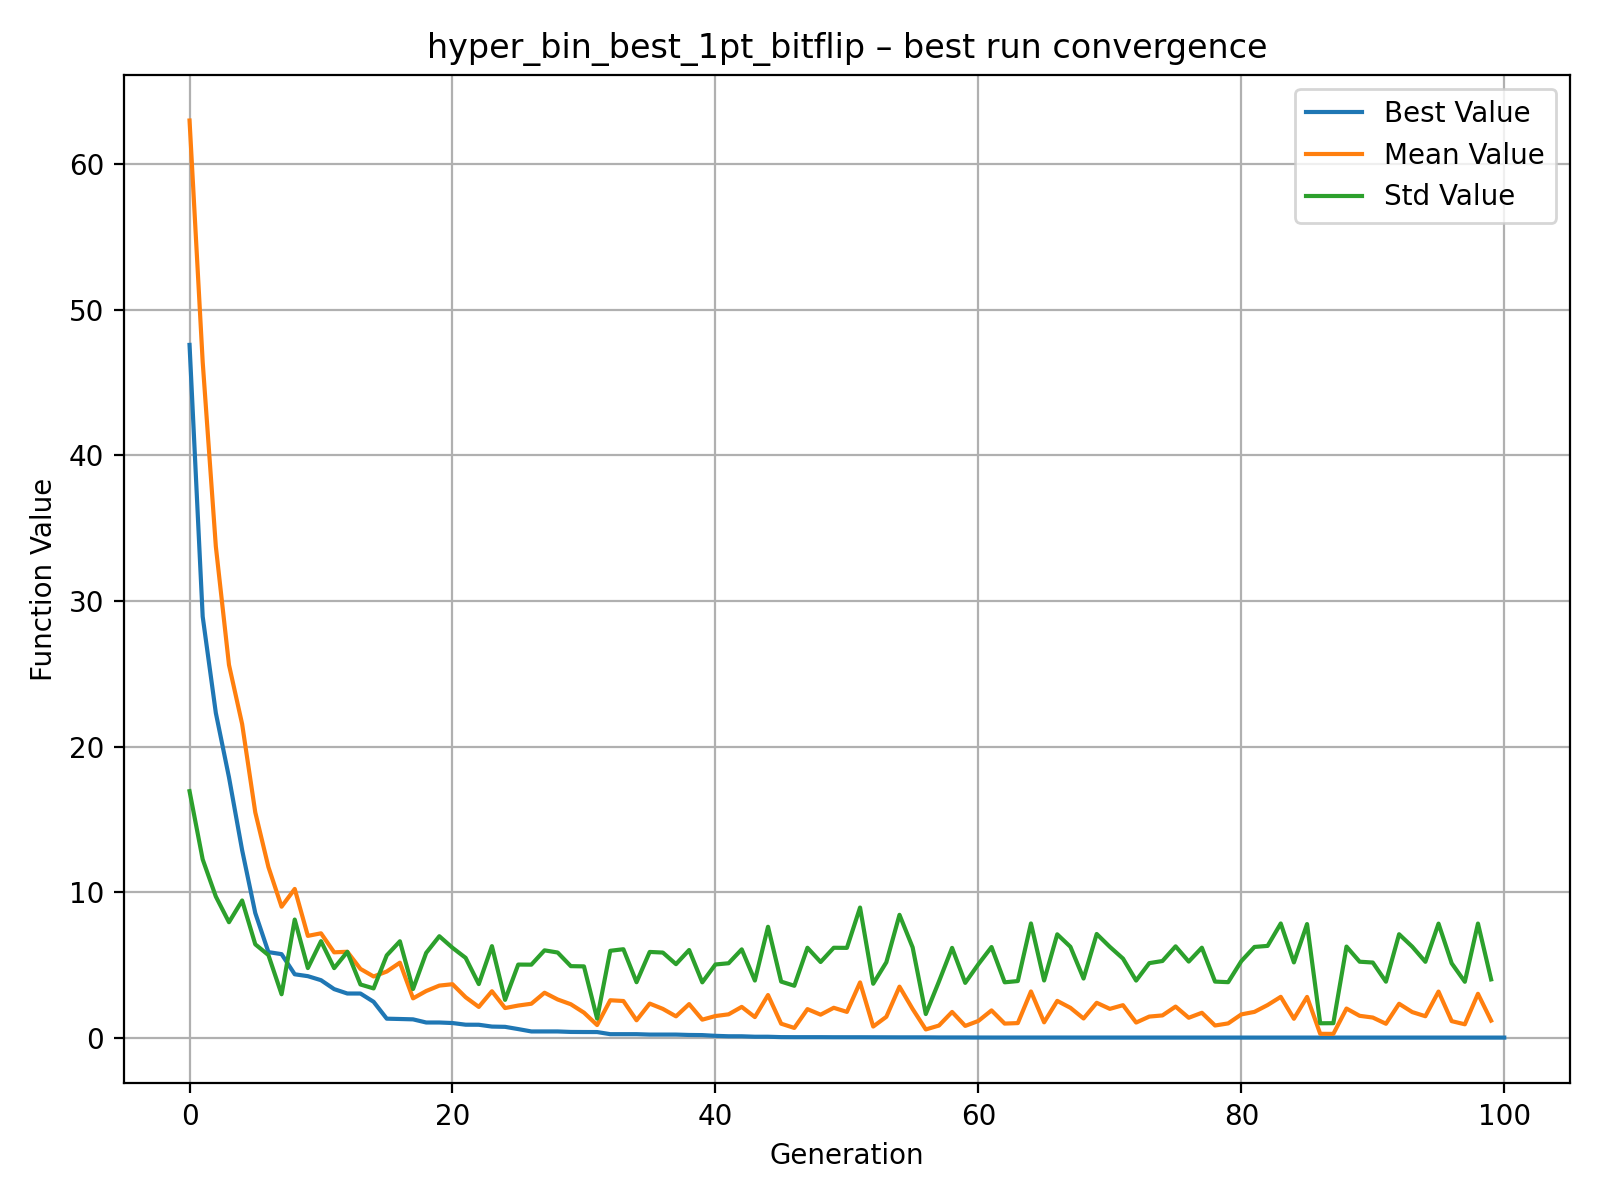 hyper_bin_best_1pt_bitflip – best run convergence
Best Value
Mean Value
Std Value
Function Value
60
50
40
30
20
10
0
0 20 40 60 80 100
Generation